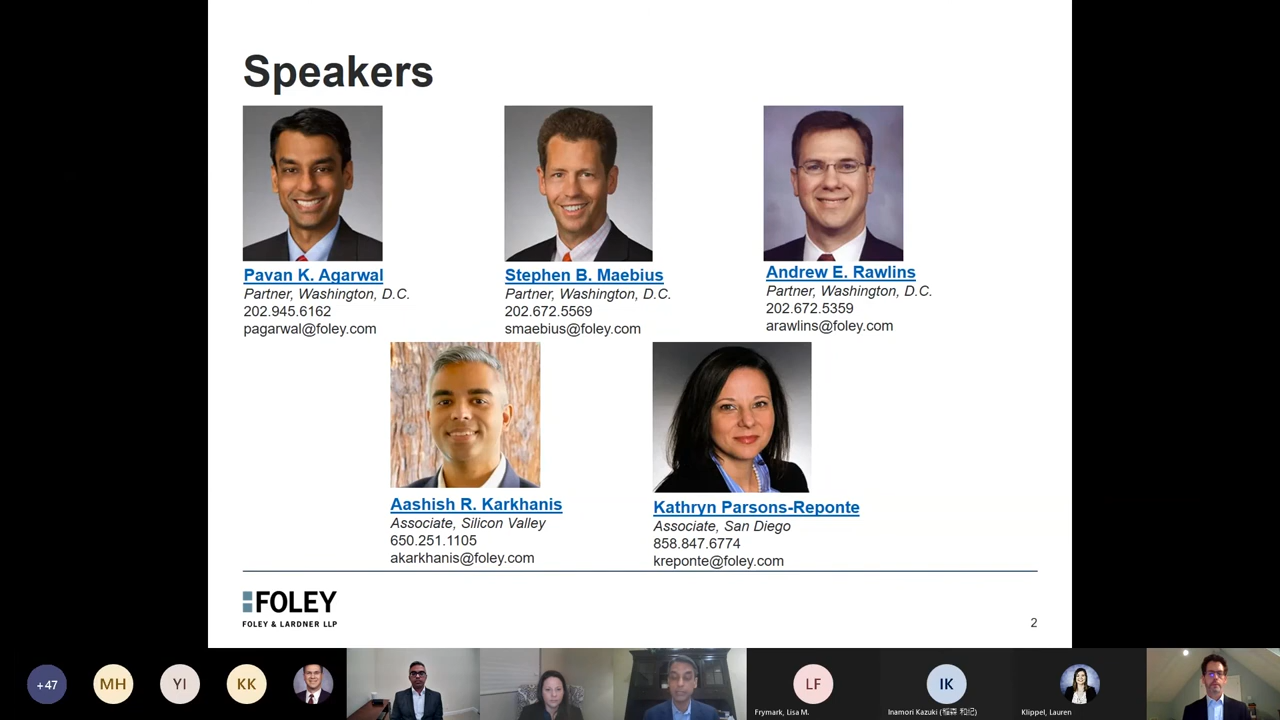 Speakers
Pavan K. Agarwal
Partner, Washington, D.C.
202.945.6162
pagarwal@foley.com
Stephen B. Maebius
Partner, Washington, D.C.
202.672.5569
smaebius@foley.com
Andrew E. Rawlins
Partner, Washington, D.C.
202.672.5359
arawlins@foley.com
Aashish R. Karkhanis
Associate, Silicon Valley
650.251.1105
akarkhanis@foley.com
Kathryn Parsons-Reponte
Associate, San Diego
858.847.6774
kreponte@foley.com
FOLEY
FOLEY & LARDNER LLP
2
+47
MH
YI
KK
LF
Frymark, Lisa M.
IK
Inamori Kazuki (
Klippel, Lauren